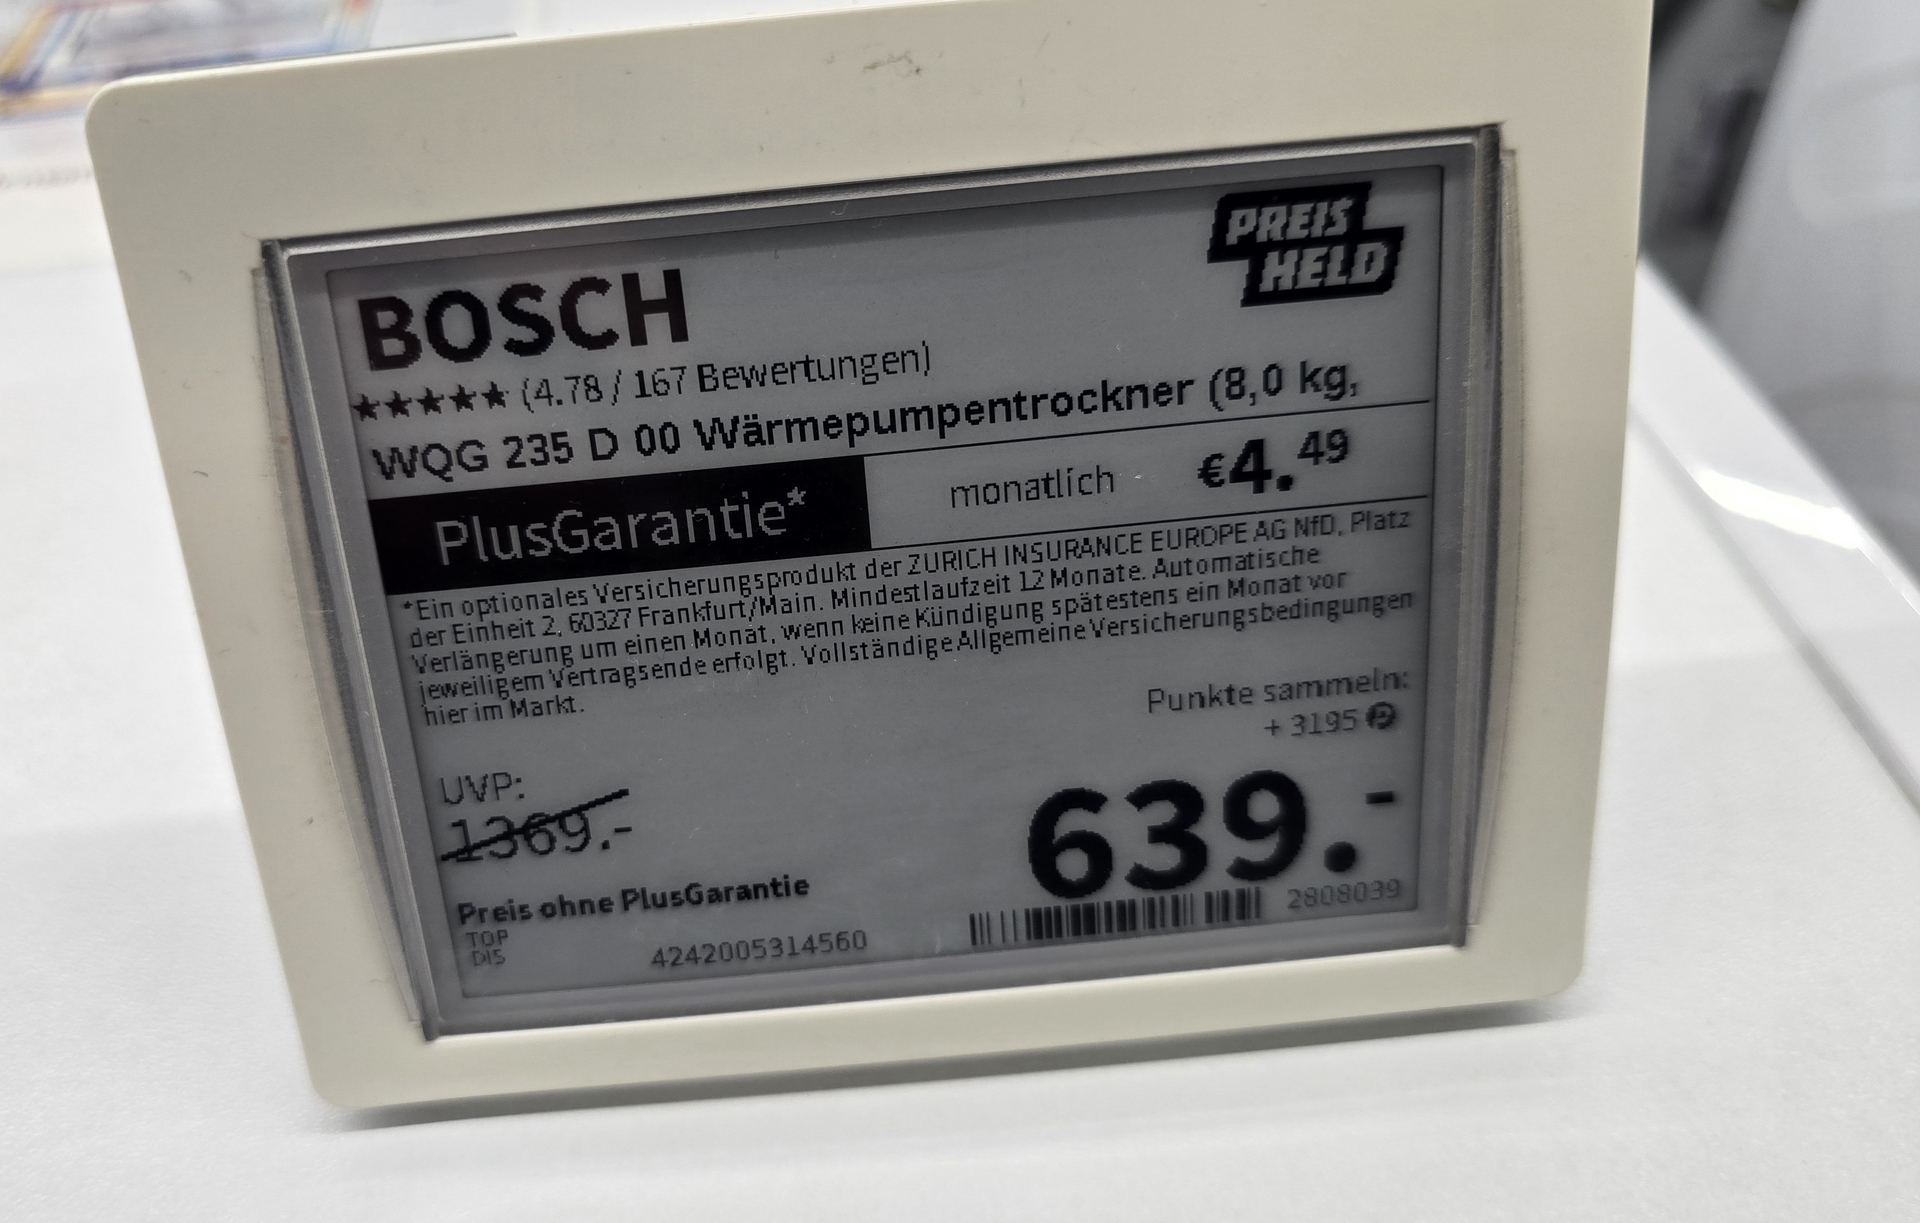 PREIS
HELD
BOSCH
★★★★★ (4.78 / 167 Bewertungen)
WQG 235 D 00 Wärmepumpentrockner (8,0 kg,
PlusGarantie* monatlich €4.49
*Ein optionales Versicherungsprodukt der ZURICH INSURANCE EUROPE AG NfD, Platz
der Einheit 2, 60327 Frankfurt/Main. Mindestlaufzeit 12 Monate. Automatische
Verlängerung um einen Monat, wenn keine Kündigung spätestens ein Monat vor
jeweiligem Vertragsende erfolgt. Vollständige Allgemeine Versicherungsbedingungen
hier im Markt.
Punkte sammeln:
+ 3195
UVP:
1369.-
639.-
Preis ohne PlusGarantie
TOP
DIS
4242005314560
2808039